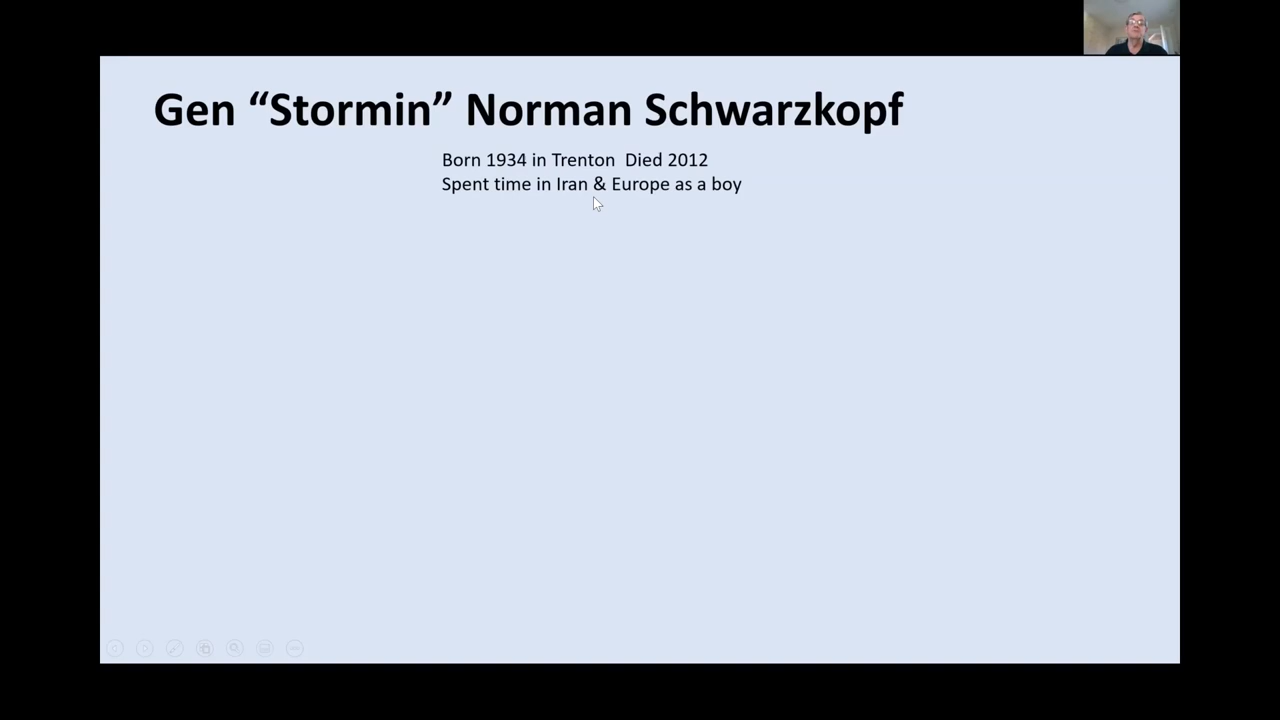 Gen “Stormin” Norman Schwarzkopf
Born 1934 in Trenton  Died 2012
Spent time in Iran & Europe as a boy